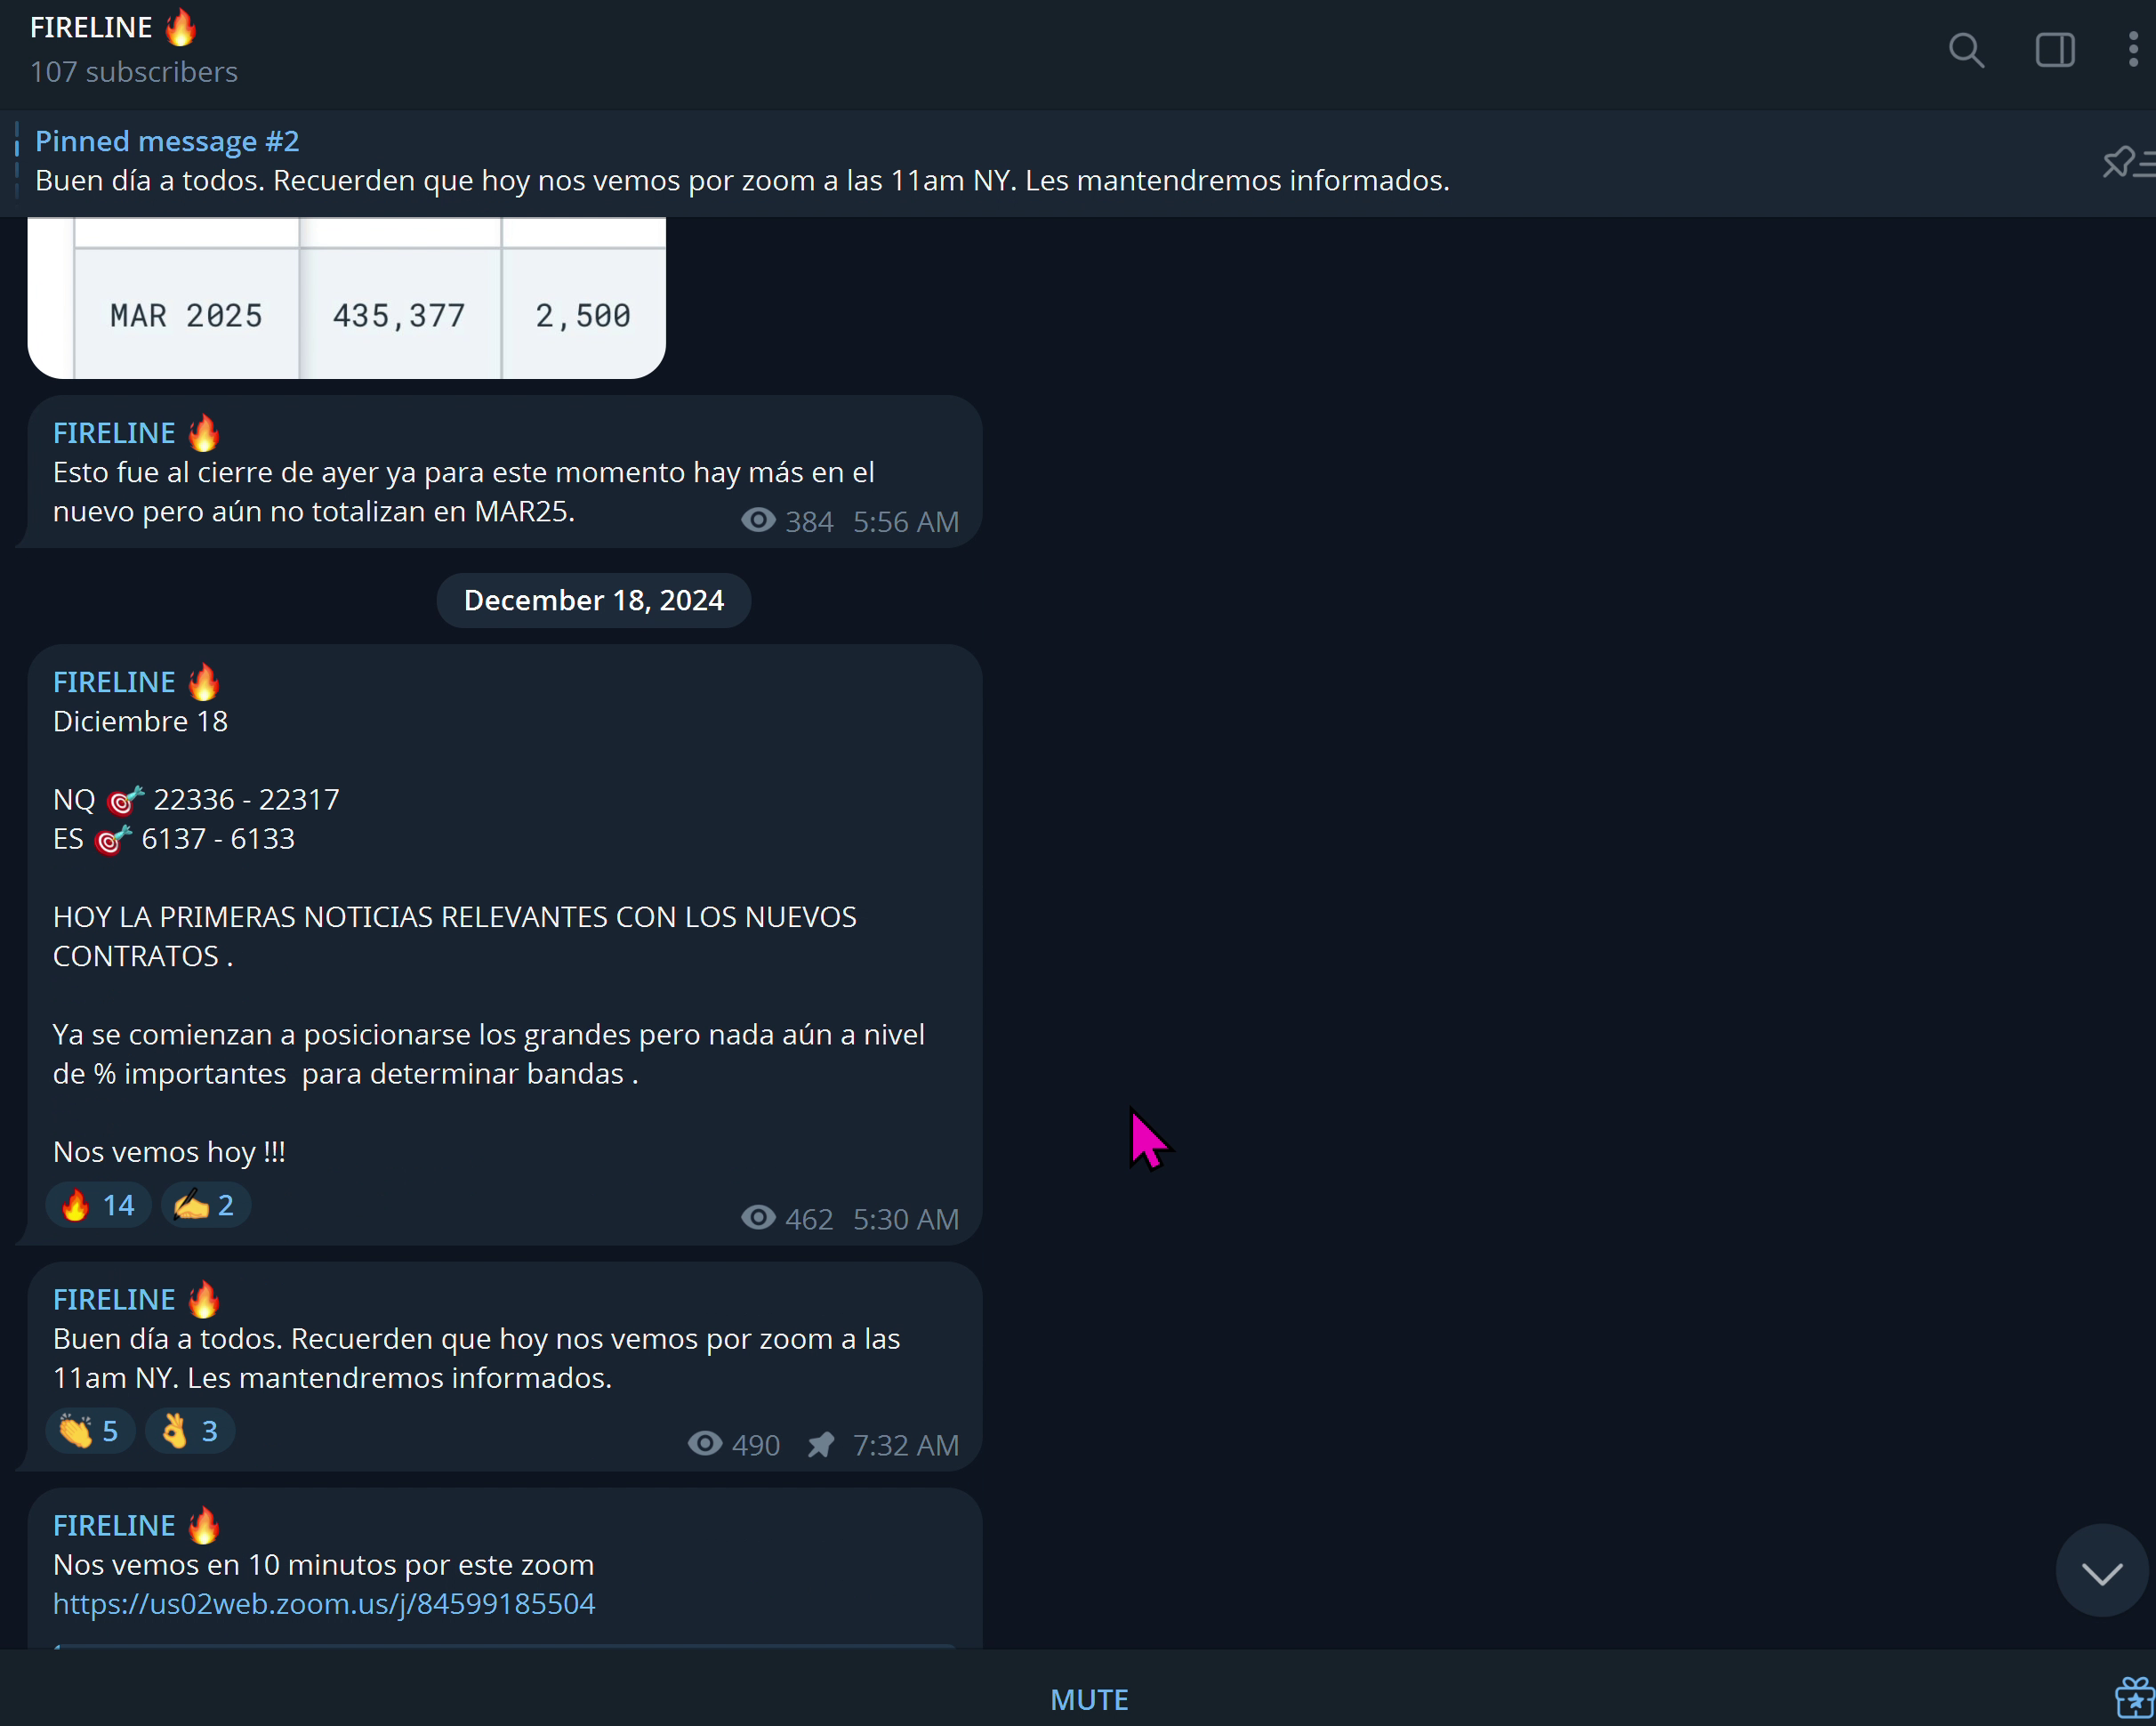 FIRELINE 🔥
107 subscribers
Pinned message #2
Buen día a todos. Recuerden que hoy nos vemos por zoom a las 11am NY. Les mantendremos informados.
MAR 2025 435,377 2,500
FIRELINE 🔥
Esto fue al cierre de ayer ya para este momento hay más en el
nuevo pero aún no totalizan en MAR25.
384 5:56 AM
December 18, 2024
FIRELINE 🔥
Diciembre 18
NQ 🎯 22336 - 22317
ES 🎯 6137 - 6133
HOY LA PRIMERAS NOTICIAS RELEVANTES CON LOS NUEVOS
CONTRATOS .
Ya se comienzan a posicionarse los grandes pero nada aún a nivel
de % importantes  para determinar bandas .
Nos vemos hoy !!!
🔥 14 ✍️ 2
462 5:30 AM
FIRELINE 🔥
Buen día a todos. Recuerden que hoy nos vemos por zoom a las
11am NY. Les mantendremos informados.
👏 5 👌 3
490 7:32 AM
FIRELINE 🔥
Nos vemos en 10 minutos por este zoom
https://us02web.zoom.us/j/84599185504
MUTE